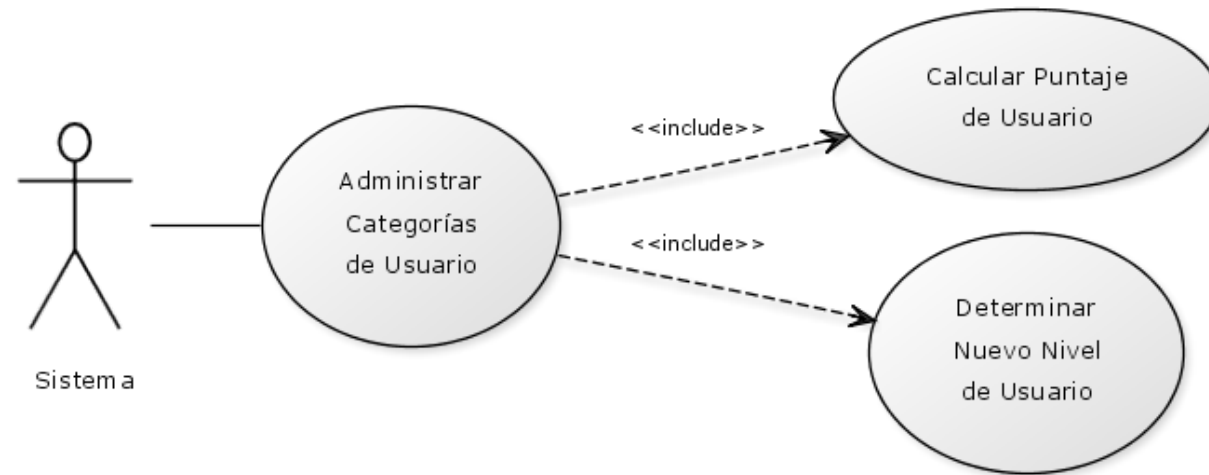 Calcular Puntaje
de Usuario
<<include>>
Administrar
Categorías
de Usuario
<<include>>
Determinar
Nuevo Nivel
de Usuario
Sistema